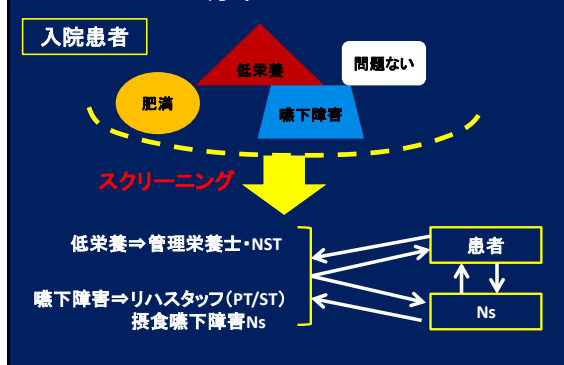 入院患者
低栄養
問題ない
肥満
嚥下障害
スクリーニング
低栄養⇒管理栄養士・NST
患者
嚥下障害⇒リハスタッフ(PT/ST)
摂食嚥下障害Ns
Ns